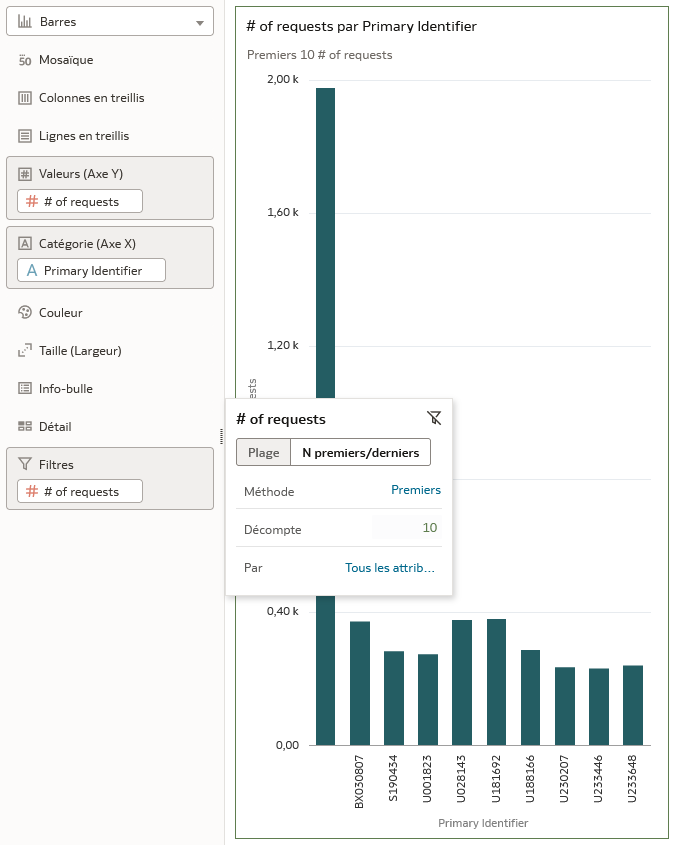 Barres
Mosaïque
Colonnes en treillis
Lignes en treillis
Valeurs (Axe Y)
# of requests
Catégorie (Axe X)
A Primary Identifier
Couleur
Taille (Largeur)
Info-bulle
Détail
Filtres
# of requests
# of requests par Primary Identifier
Premiers 10 # of requests
2,00 k
1,60 k
1,20 k
# of requests
Plage
N premiers/derniers
Méthode Premiers
Décompte 10
Par Tous les attrib...
0,40 k
0,00
BX030807
S190434
U001823
U028143
U181692
U188166
U230207
U233446
U233648
Primary Identifier